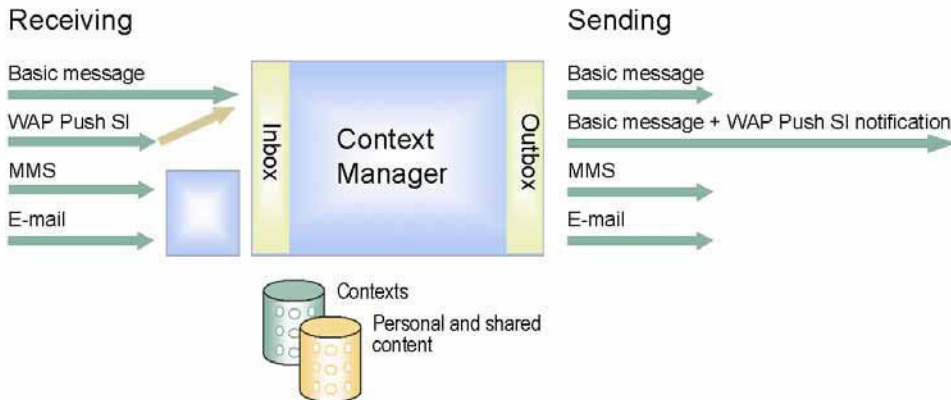 Receiving
Sending
Basic message
WAP Push SI
MMS
E-mail
Inbox
Context
Manager
Outbox
Basic message
Basic message + WAP Push SI notification
MMS
E-mail
Contexts
Personal and shared
content